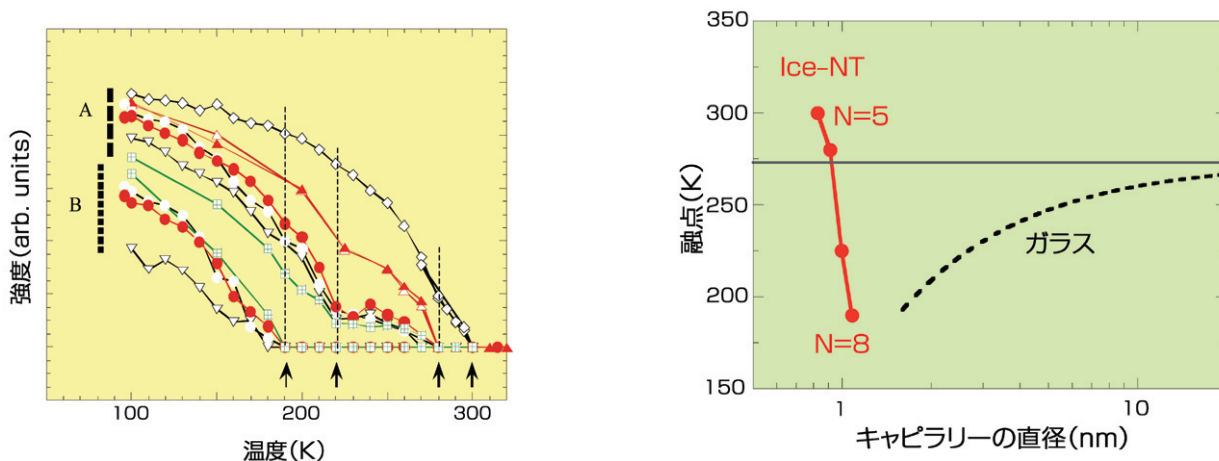 A
B
強度(arb. units)
100
200
300
温度(K)
Ice-NT
N=5
N=8
ガラス
350
300
250
200
150
融点(K)
1
10
キャピラリーの直径(nm)